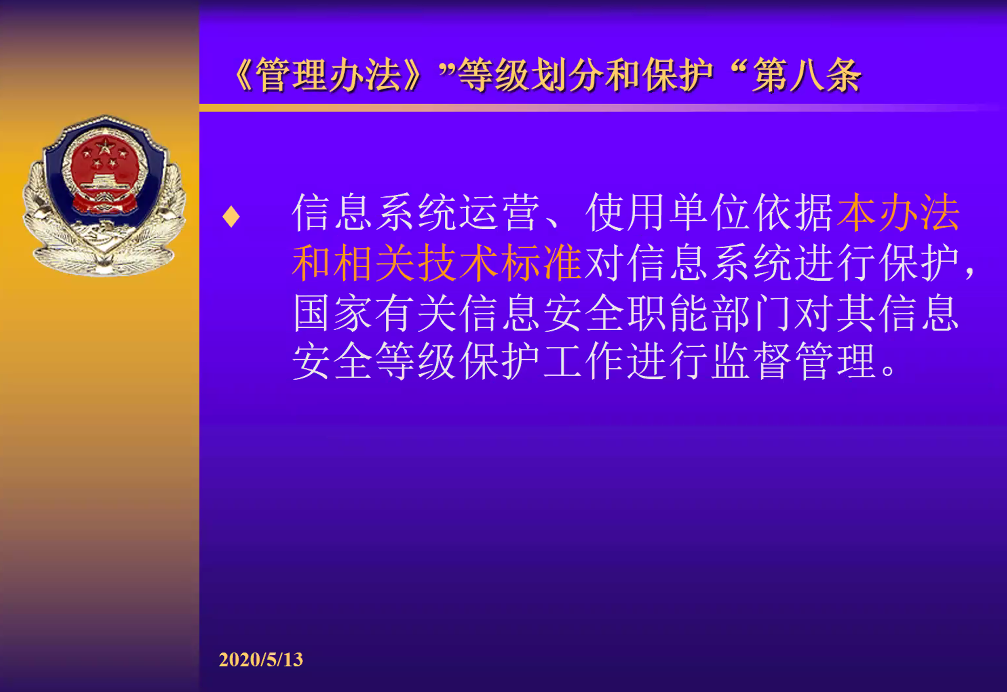 《管理办法》”等级划分和保护“第八条
信息系统运营、使用单位依据本办法
和相关技术标准对信息系统进行保护，
国家有关信息安全职能部门对其信息
安全等级保护工作进行监督管理。
2020/5/13